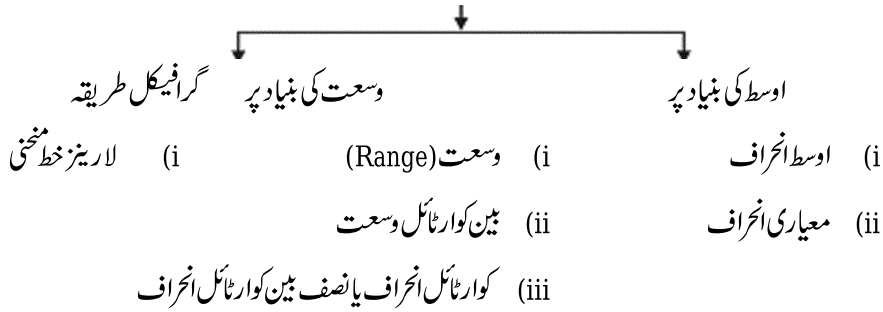 اوسط کی بنیاد پر وسعت کی بنیاد پر گرافیکل طریقہ
i) اوسط انحراف i) وسعت (Range) i) لارینز خط منحنی
ii) معیاری انحراف ii) بین کوارٹائل وسعت
iii) کوارٹائل انحراف یا نصف بین کوارٹائل انحراف